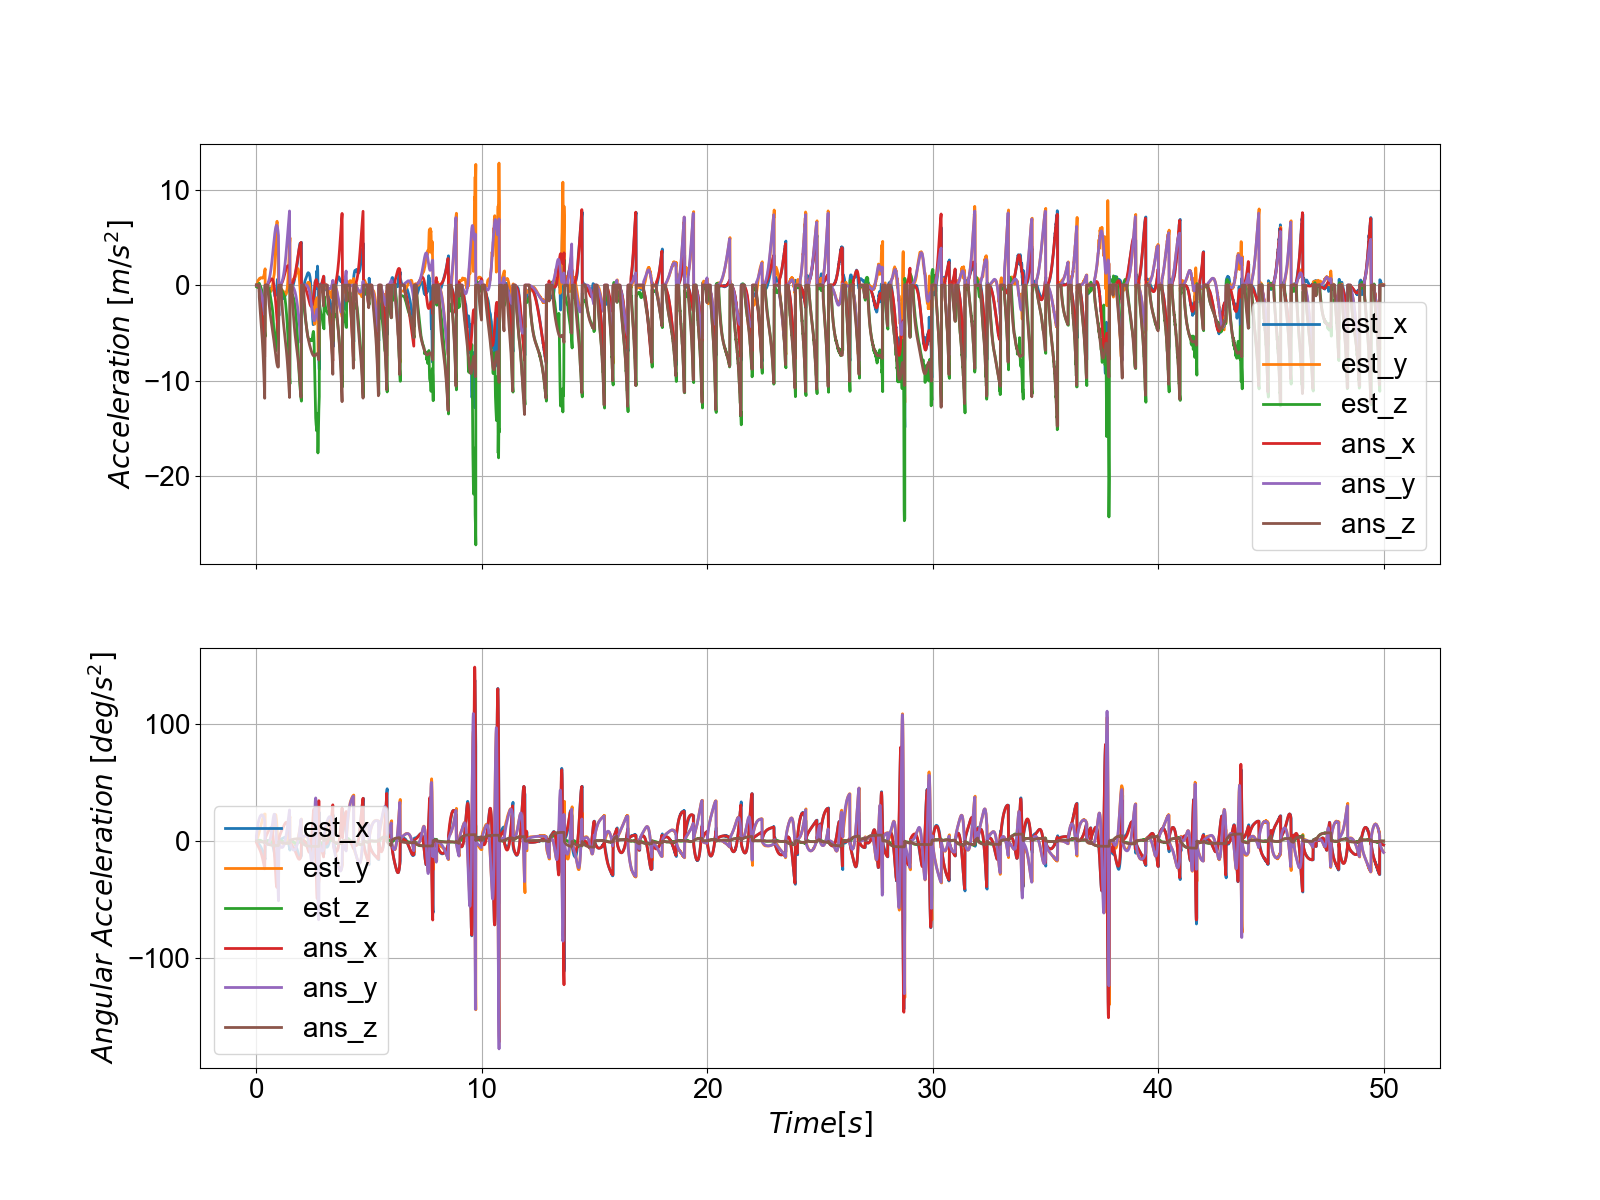 10
0
−10
−20
Acceleration [m/s²]
est_x
est_y
est_z
ans_x
ans_y
ans_z
100
0
−100
Angular Acceleration [deg/s²]
est_x
est_y
est_z
ans_x
ans_y
ans_z
0 10 20 30 40 50
Time[s]